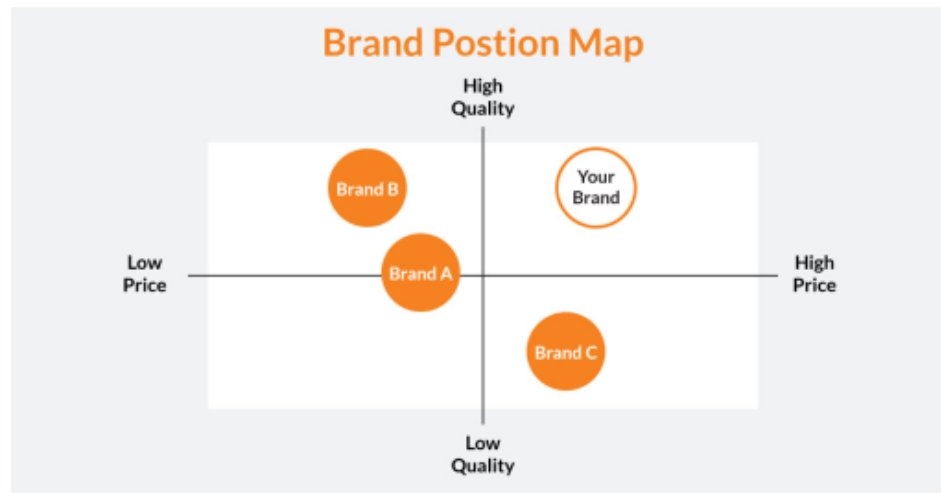 Brand Postion Map
High
Quality
Brand B
Your
Brand
Low
Price
Brand A
High
Price
Brand C
Low
Quality